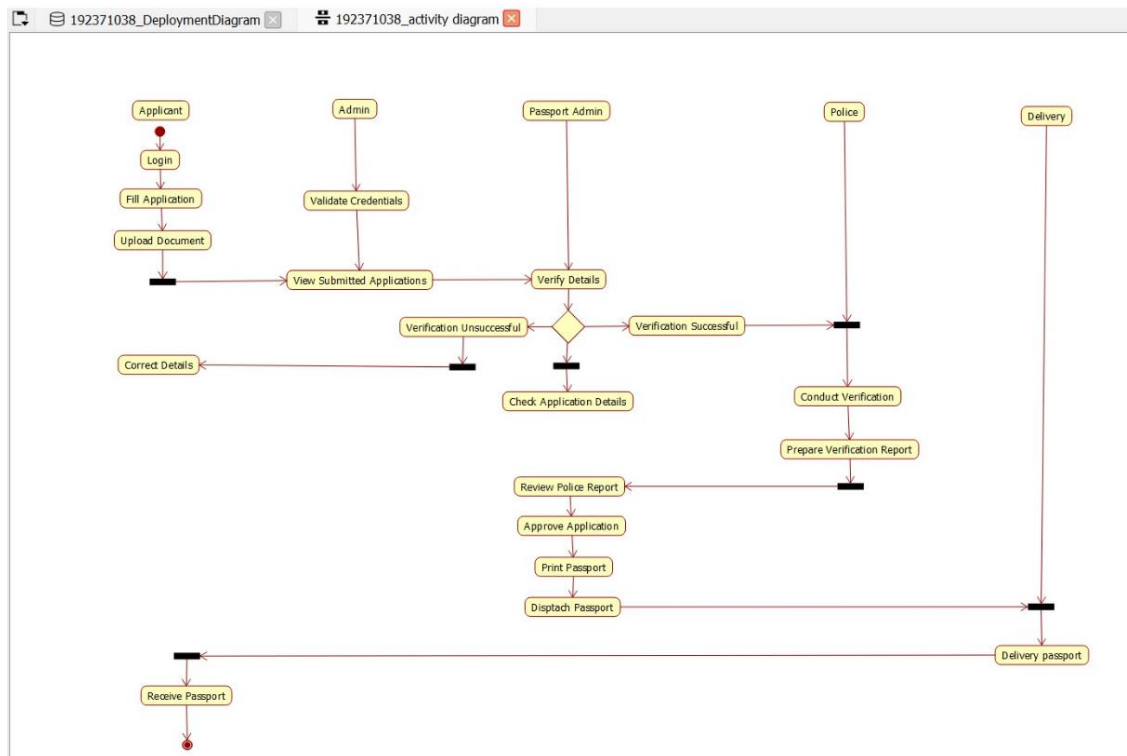 192371038_DeploymentDiagram
192371038_activity diagram
Applicant
Admin
Passport Admin
Police
Delivery
Login
Fill Application
Validate Credentials
Upload Document
View Submitted Applications
Verify Details
Verification Unsuccessful
Verification Successful
Correct Details
Check Application Details
Conduct Verification
Prepare Verification Report
Review Police Report
Approve Application
Print Passport
Disptach Passport
Delivery passport
Receive Passport